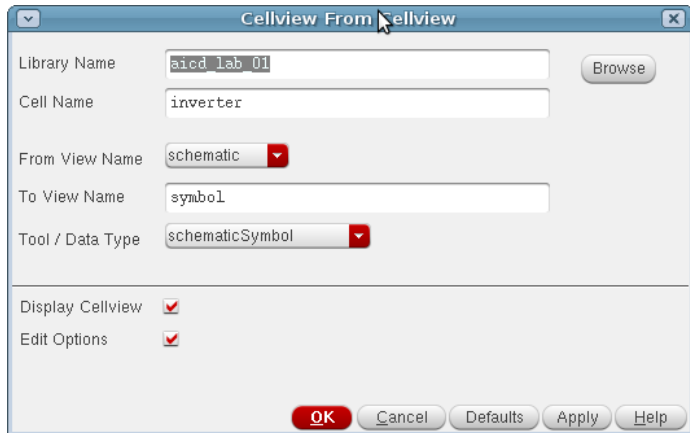 Cellview From Cellview
Library Name aicd_lab_01 Browse
Cell Name inverter
From View Name schematic
To View Name symbol
Tool / Data Type schematicSymbol
Display Cellview
Edit Options
OK Cancel Defaults Apply Help